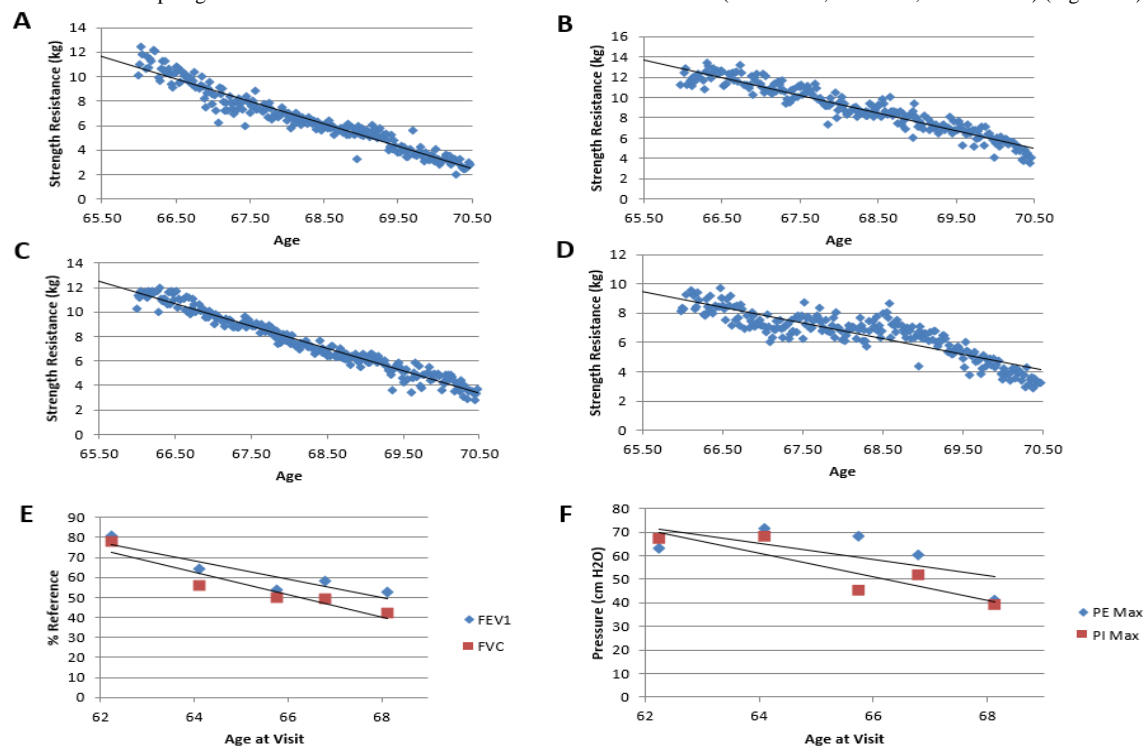 A
Strength Resistance (kg)
14
12
10
8
6
4
2
0
65.50 66.50 67.50 68.50 69.50 70.50
Age
B
Strength Resistance (kg)
16
14
12
10
8
6
4
2
0
65.50 66.50 67.50 68.50 69.50 70.50
Age
C
Strength Resistance (kg)
14
12
10
8
6
4
2
0
65.50 66.50 67.50 68.50 69.50 70.50
Age
D
Strength Resistance (kg)
12
10
8
6
4
2
0
65.50 66.50 67.50 68.50 69.50 70.50
Age
E
% Reference
90
80
70
60
50
40
30
20
10
0
62 64 66 68
Age at Visit
FEV1
FVC
F
Pressure (cm H2O)
80
70
60
50
40
30
20
10
0
62 64 66 68
Age at Visit
PE Max
PI Max